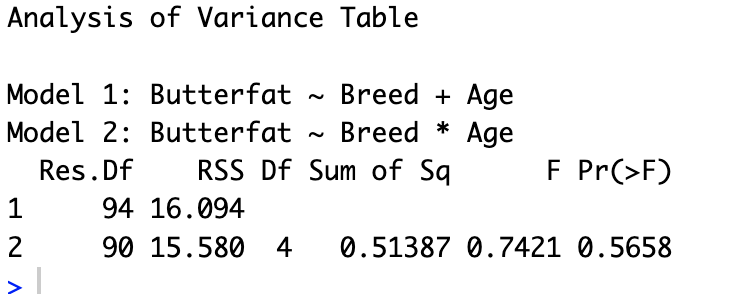 Analysis of Variance Table
Model 1: Butterfat ~ Breed + Age
Model 2: Butterfat ~ Breed * Age
  Res.Df    RSS Df Sum of Sq      F Pr(>F)
1     94 16.094
2     90 15.580  4   0.51387 0.7421 0.5658
>